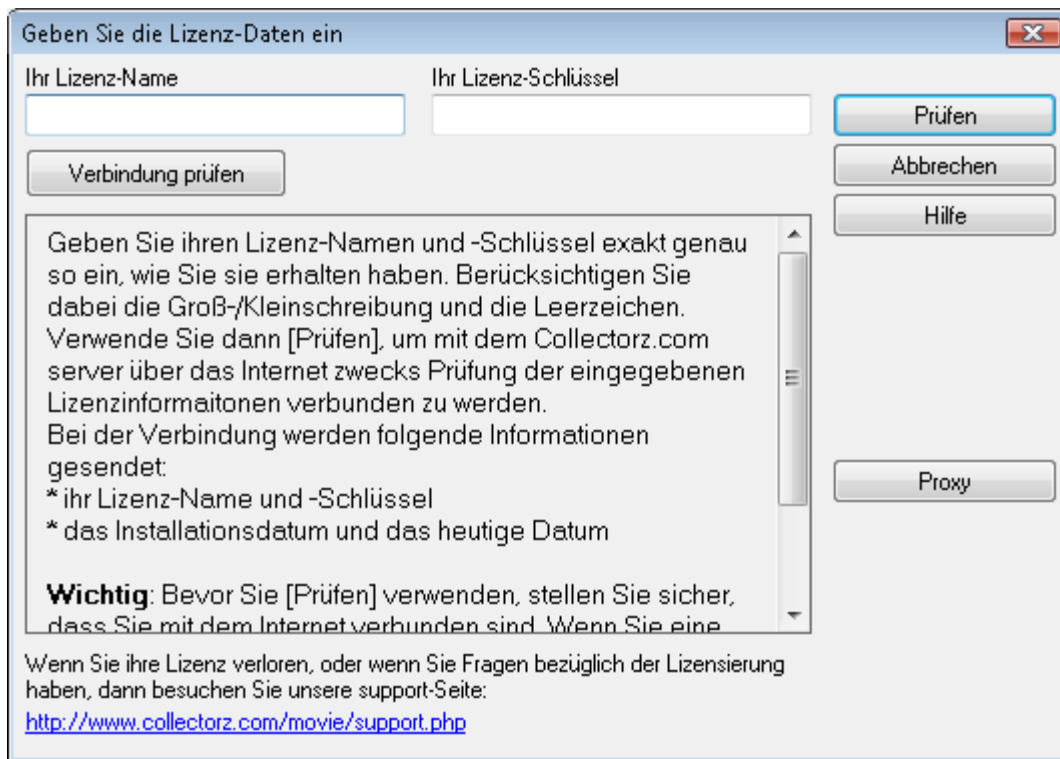 Geben Sie die Lizenz-Daten ein
Ihr Lizenz-Name
Ihr Lizenz-Schlüssel
Prüfen
Verbindung prüfen
Abbrechen
Hilfe
Geben Sie ihren Lizenz-Namen und -Schlüssel exakt genau
so ein, wie Sie sie erhalten haben. Berücksichtigen Sie
dabei die Groß-/Kleinschreibung und die Leerzeichen.
Verwende Sie dann [Prüfen], um mit dem Collectorz.com
server über das Internet zwecks Prüfung der eingegebenen
Lizenzinformaitonen verbunden zu werden.
Bei der Verbindung werden folgende Informationen
gesendet:
* ihr Lizenz-Name und -Schlüssel
* das Installationsdatum und das heutige Datum
Proxy
Wichtig: Bevor Sie [Prüfen] verwenden, stellen Sie sicher,
dass Sie mit dem Internet verbunden sind. Wenn Sie eine
Wenn Sie ihre Lizenz verloren, oder wenn Sie Fragen bezüglich der Lizensierung
haben, dann besuchen Sie unsere support-Seite:
http://www.collectorz.com/movie/support.php